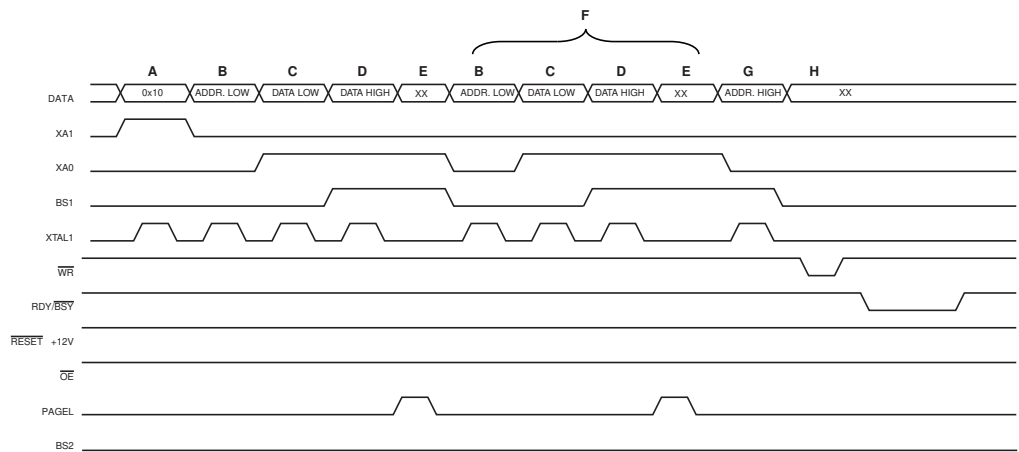 F
A B C D E B C D E G H
DATA 0x10 ADDR. LOW DATA LOW DATA HIGH XX ADDR. LOW DATA LOW DATA HIGH XX ADDR. HIGH XX
XA1
XA0
BS1
XTAL1
WR
RDY/BSY
RESET +12V
OE
PAGEL
BS2